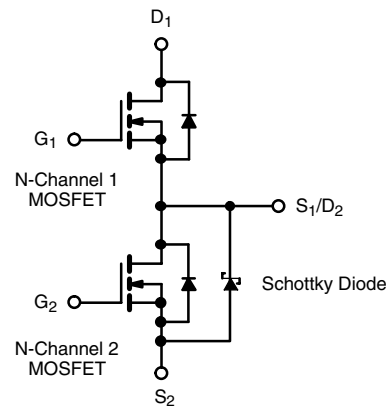 D1
G1
N-Channel 1
MOSFET
S1/D2
G2
Schottky Diode
N-Channel 2
MOSFET
S2